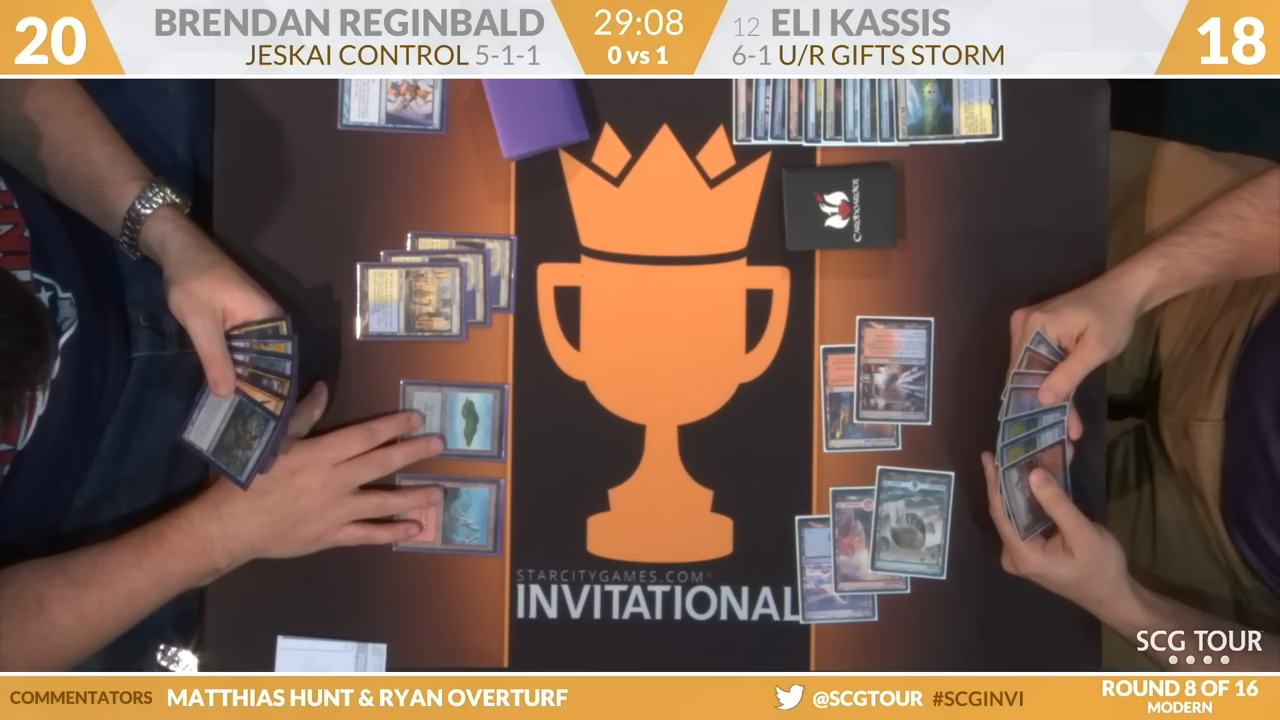 20
BRENDAN REGINBALD
JESKAI CONTROL 5-1-1
29:08
0 vs 1
12 ELI KASSIS
6-1 U/R GIFTS STORM
18
CARDHOARDER
STARCITYGAMES.COM
INVITATIONAL
SCG TOUR
COMMENTATORS MATTHIAS HUNT & RYAN OVERTURF
@SCGTOUR #SCGINVI
ROUND 8 OF 16
MODERN